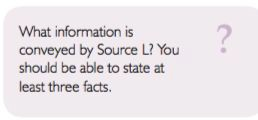 What information is
conveyed by Source L? You
should be able to state at
least three facts.
?